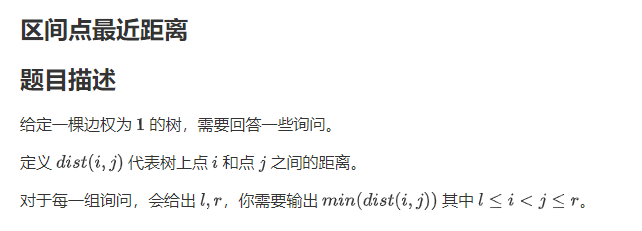 区间点最近距离
题目描述
给定一棵边权为 1 的树，需要回答一些询问。
定义 dist(i, j) 代表树上点 i 和点 j 之间的距离。
对于每一组询问，会给出 l, r，你需要输出 min(dist(i, j)) 其中 l ≤ i < j ≤ r。